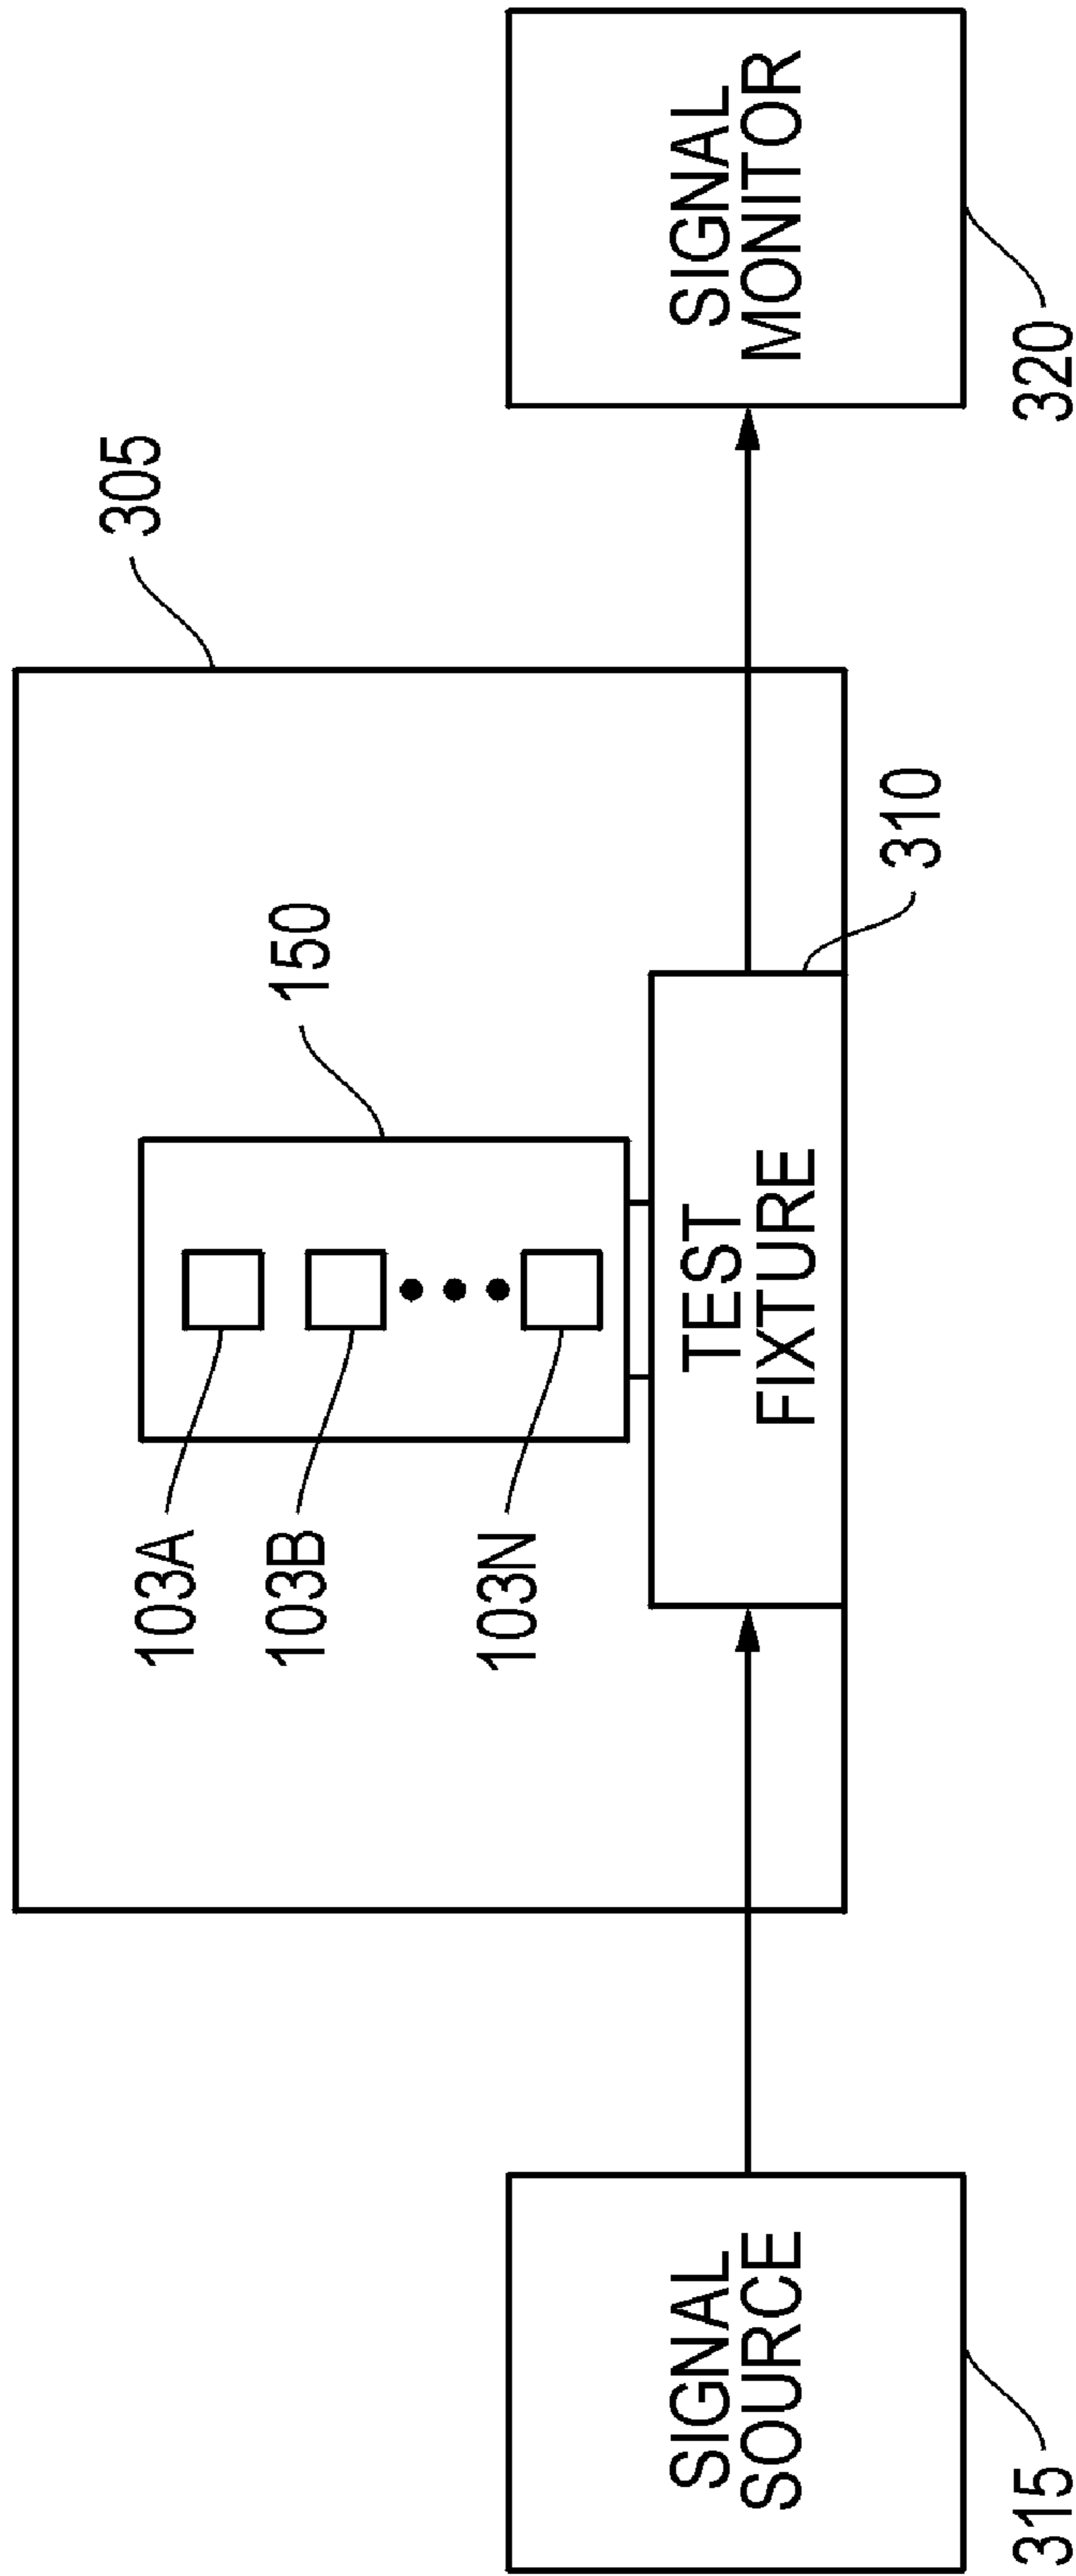 305
150
103A
103B
103N
TEST
FIXTURE
310
SIGNAL
SOURCE
315
SIGNAL
MONITOR
320